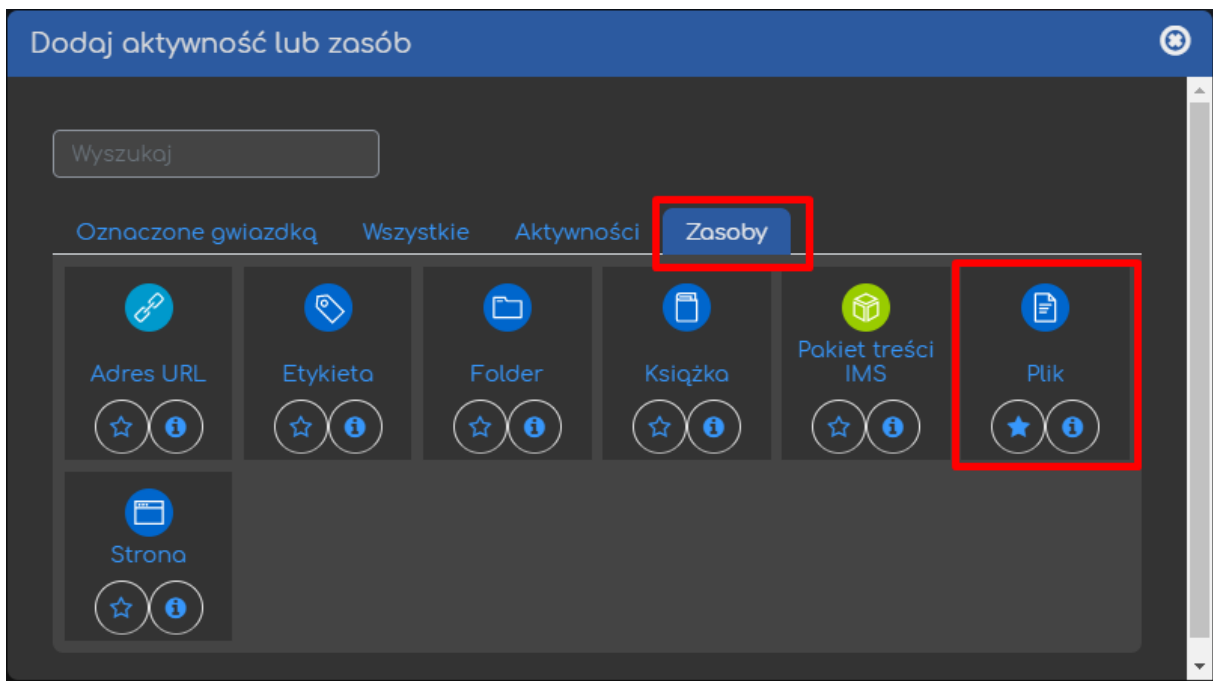 Dodaj aktywność lub zasób
Wyszukaj
Oznaczone gwiazdką Wszystkie Aktywności Zasoby
Adres URL Etykieta Folder Książka Pakiet treści IMS Plik
Strona